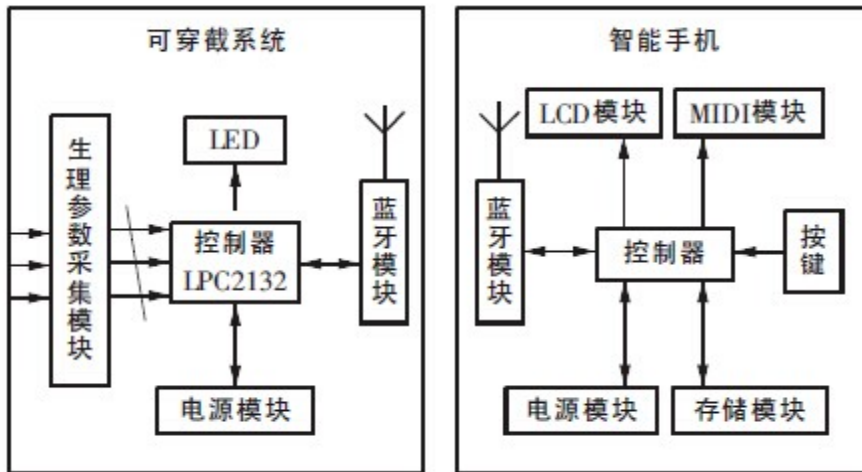 可穿截系统
生理参数采集模块
LED
控制器
LPC2132
蓝牙模块
电源模块
智能手机
LCD模块
MIDI模块
蓝牙模块
控制器
按键
电源模块
存储模块